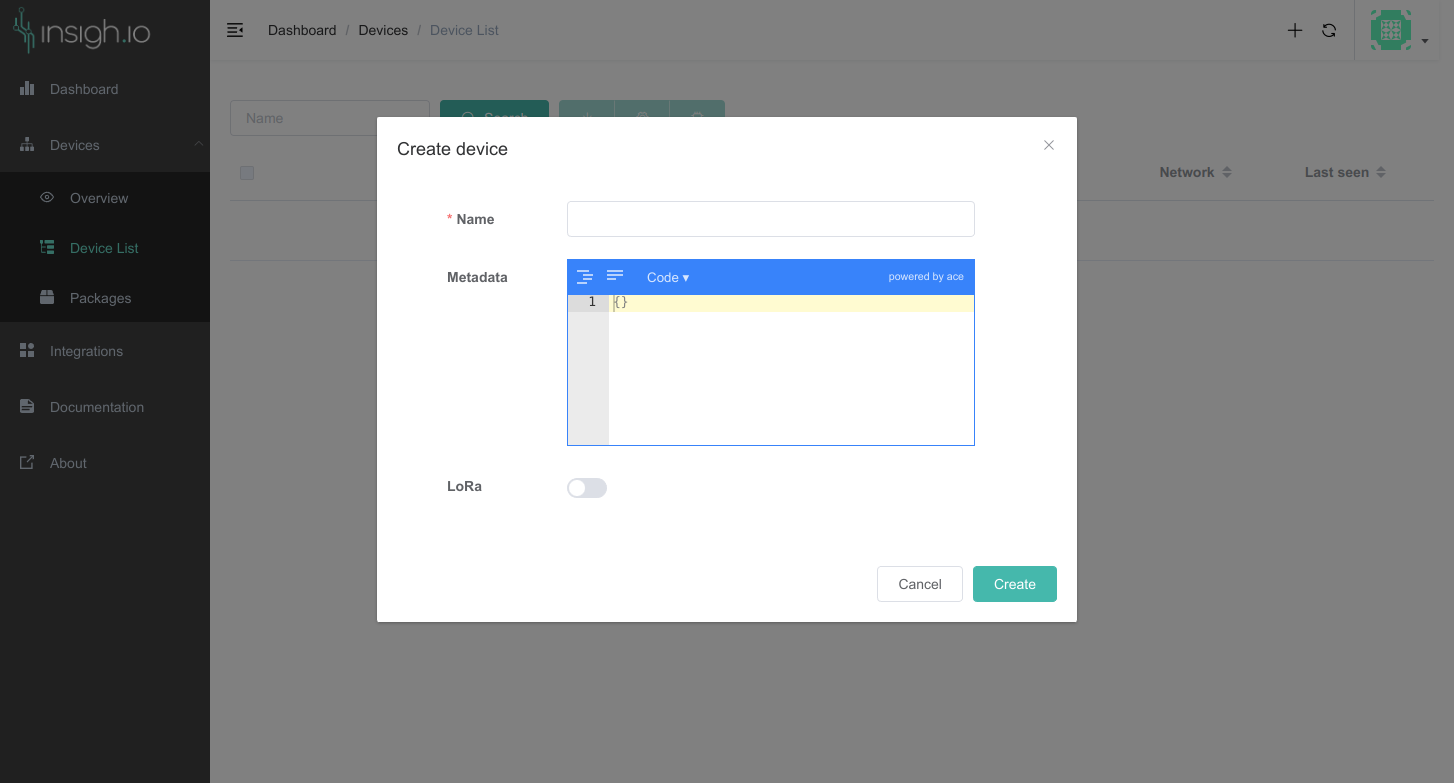 insigh.io
Dashboard / Devices / Device List
Dashboard
Devices
Overview
Device List
Packages
Integrations
Documentation
About
Name
Search
Network
Last seen
Create device
* Name
Metadata
Code ▾
powered by ace
1 {}
LoRa
Cancel
Create